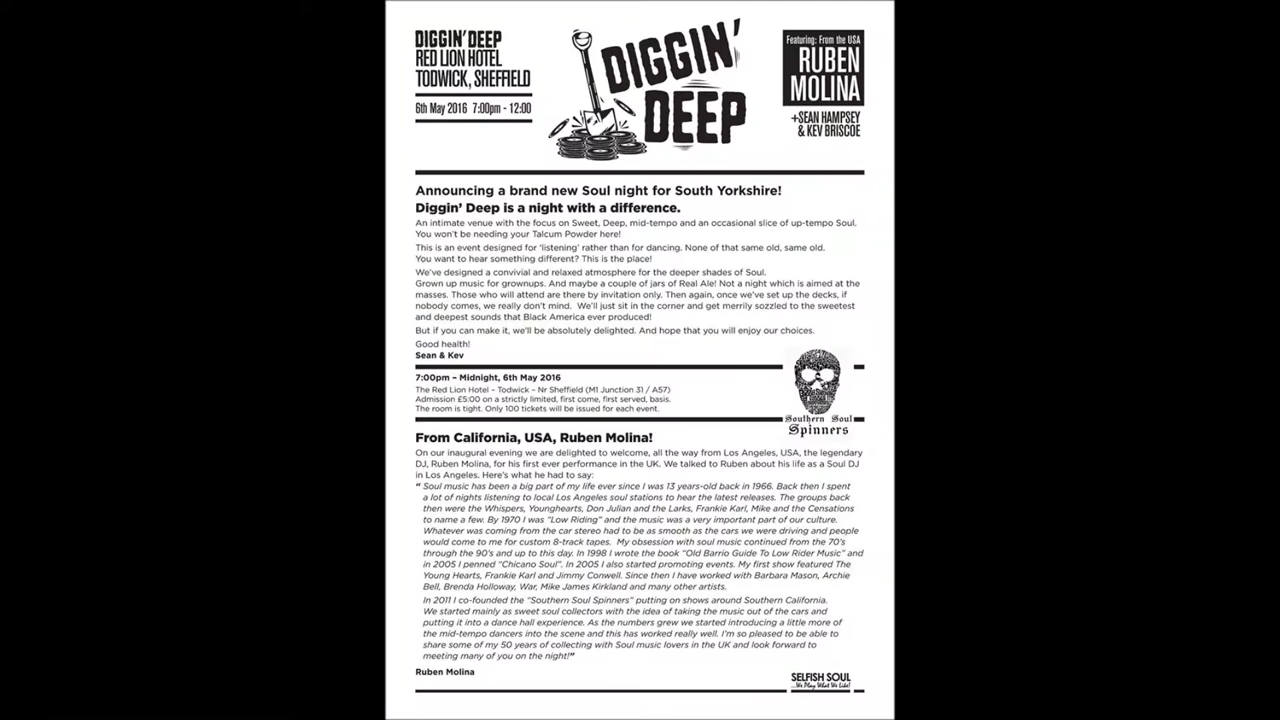 DIGGIN' DEEP
RED LION HOTEL
TODWICK, SHEFFIELD
6th May 2016 7:00pm - 12:00
DIGGIN'
DEEP
Featuring: From the USA
RUBEN
MOLINA
+SEAN HAMPSEY
& KEV BRISCOE
Announcing a brand new Soul night for South Yorkshire!
Diggin' Deep is a night with a difference.
An intimate venue with the focus on Sweet, Deep, mid-tempo and an occasional slice of up-tempo Soul.
You won't be needing your Talcum Powder here!
This is an event designed for 'listening' rather than for dancing. None of that same old, same old.
You want to hear something different? This is the place!
We've designed a convivial and relaxed atmosphere for the deeper shades of Soul.
Grown up music for grownups. And maybe a couple of jars of Real Ale! Not a night which is aimed at the
masses. Those who will attend are there by invitation only. Then again, once we've set up the decks, if
nobody comes, we really don't mind. We'll just sit in the corner and get merrily sozzled to the sweetest
and deepest sounds that Black America ever produced!
But if you can make it, we'll be absolutely delighted. And hope that you will enjoy our choices.
Good health!
Sean & Kev
7:00pm – Midnight, 6th May 2016
The Red Lion Hotel – Todwick – Nr Sheffield (M1 Junction 31 / A57)
Admission £5:00 on a strictly limited, first come, first served, basis.
The room is tight. Only 100 tickets will be issued for each event.
Southern Soul
Spinners
From California, USA, Ruben Molina!
On our inaugural evening we are delighted to welcome, all the way from Los Angeles, USA, the legendary
DJ, Ruben Molina, for his first ever performance in the UK. We talked to Ruben about his life as a Soul DJ
in Los Angeles. Here's what he had to say:
“ Soul music has been a big part of my life ever since I was 13 years-old back in 1966. Back then I spent
a lot of nights listening to local Los Angeles soul stations to hear the latest releases. The groups back
then were the Whispers, Younghearts, Don Julian and the Larks, Frankie Karl, Mike and the Censations
to name a few. By 1970 I was “Low Riding” and the music was a very important part of our culture.
Whatever was coming from the car stereo had to be as smooth as the cars we were driving and people
would come to me for custom 8-track tapes. My obsession with soul music continued from the 70's
through the 90's and up to this day. In 1998 I wrote the book “Old Barrio Guide To Low Rider Music” and
in 2005 I penned “Chicano Soul”. In 2005 I also started promoting events. My first show featured The
Young Hearts, Frankie Karl and Jimmy Conwell. Since then I have worked with Barbara Mason, Archie
Bell, Brenda Holloway, War, Mike James Kirkland and many other artists.
In 2011 I co-founded the “Southern Soul Spinners” putting on shows around Southern California.
We started mainly as sweet soul collectors with the idea of taking the music out of the cars and
putting it into a dance hall experience. As the numbers grew we started introducing a little more of
the mid-tempo dancers into the scene and this has worked really well. I'm so pleased to be able to
share some of my 50 years of collecting with Soul music lovers in the UK and look forward to
meeting many of you on the night!”
Ruben Molina
SELFISH SOUL
...We Play What We Like!